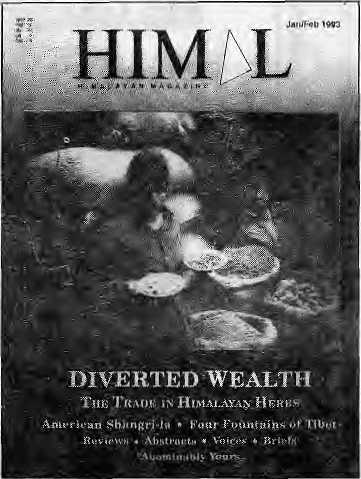 Jan/Feb 1993
HIMAL
HIMALAYAN MAGAZINE
DIVERTED WEALTH
THE TRADE IN HIMALAYAN HERBS
American Shangri-la • Four Fountains of Tibet
Reviews • Abstracts • Voices • Briefs
Abominably Yours